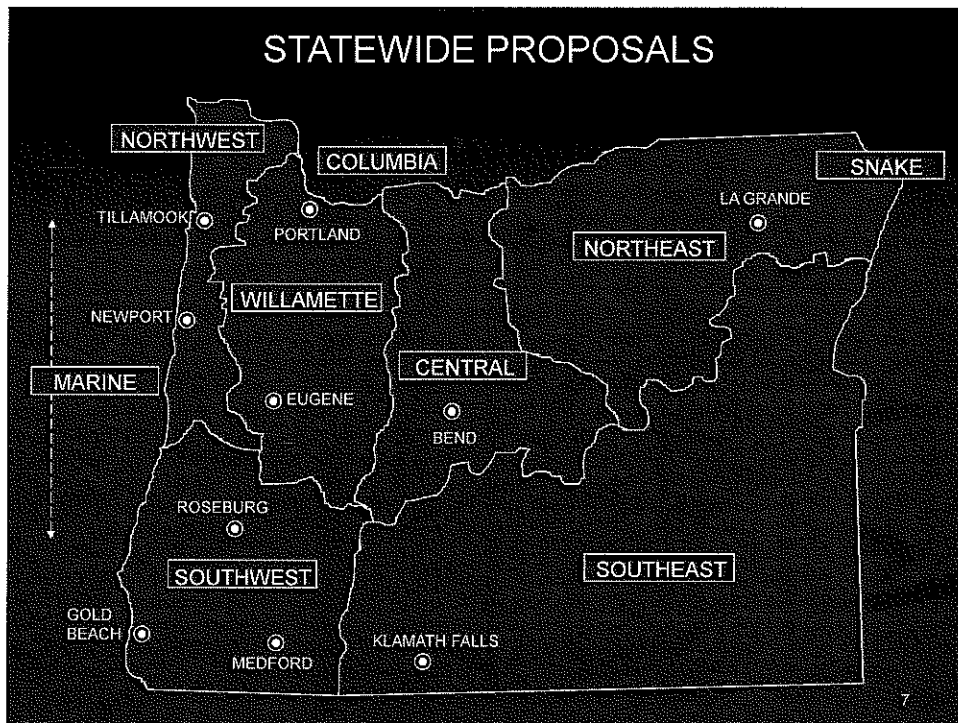 STATEWIDE PROPOSALS
NORTHWEST
COLUMBIA
SNAKE
TILLAMOOK
PORTLAND
LA GRANDE
NORTHEAST
WILLAMETTE
NEWPORT
MARINE
CENTRAL
EUGENE
BEND
ROSEBURG
SOUTHWEST
SOUTHEAST
GOLD
BEACH
MEDFORD
KLAMATH FALLS
7